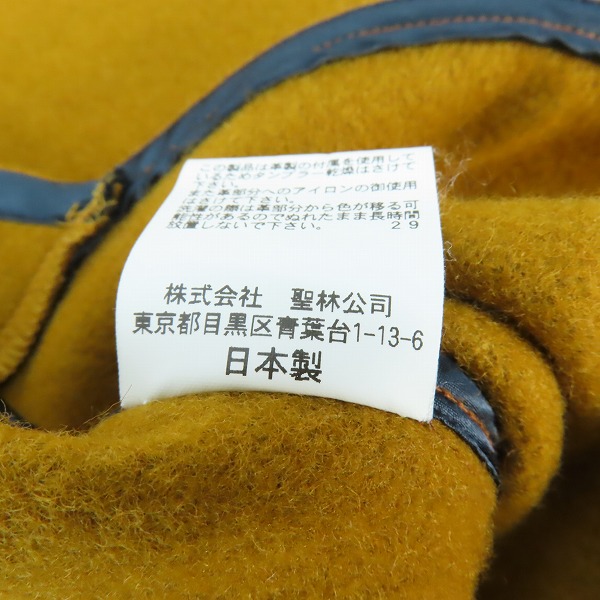 この製品は革製の付属を使用して
いるためタンブラー乾燥はさけて
下さい。
また革部分へのアイロンの御使用
はさけて下さい。
洗濯の際は革部分から色が移る可
能性があるのでぬれたまま長時間
放置しないで下さい。 29
株式会社 聖林公司
東京都目黒区青葉台1-13-6
日本製